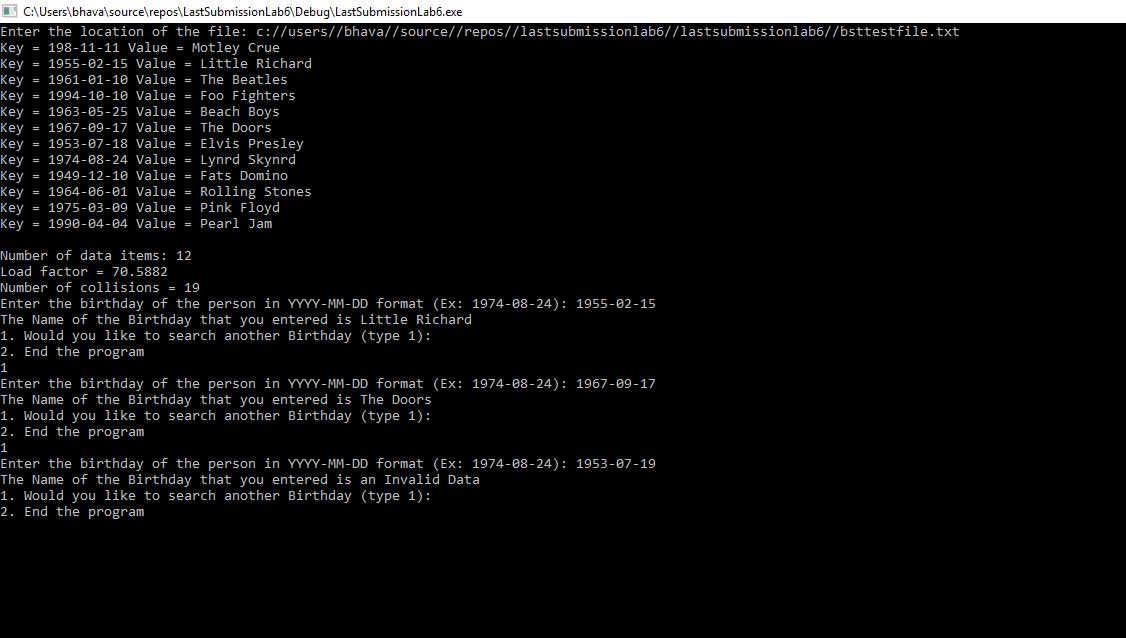 C:\Users\bhava\source\repos\LastSubmissionLab6\Debug\LastSubmissionLab6.exe
Enter the location of the file: c://users//bhava//source//repos//lastsubmissionlab6//lastsubmissionlab6//bsttestfile.txt
Key = 198-11-11 Value = Motley Crue
Key = 1955-02-15 Value = Little Richard
Key = 1961-01-10 Value = The Beatles
Key = 1994-10-10 Value = Foo Fighters
Key = 1963-05-25 Value = Beach Boys
Key = 1967-09-17 Value = The Doors
Key = 1953-07-18 Value = Elvis Presley
Key = 1974-08-24 Value = Lynrd Skynrd
Key = 1949-12-10 Value = Fats Domino
Key = 1964-06-01 Value = Rolling Stones
Key = 1975-03-09 Value = Pink Floyd
Key = 1990-04-04 Value = Pearl Jam
Number of data items: 12
Load factor = 70.5882
Number of collisions = 19
Enter the birthday of the person in YYYY-MM-DD format (Ex: 1974-08-24): 1955-02-15
The Name of the Birthday that you entered is Little Richard
1. Would you like to search another Birthday (type 1):
2. End the program
1
Enter the birthday of the person in YYYY-MM-DD format (Ex: 1974-08-24): 1967-09-17
The Name of the Birthday that you entered is The Doors
1. Would you like to search another Birthday (type 1):
2. End the program
1
Enter the birthday of the person in YYYY-MM-DD format (Ex: 1974-08-24): 1953-07-19
The Name of the Birthday that you entered is an Invalid Data
1. Would you like to search another Birthday (type 1):
2. End the program